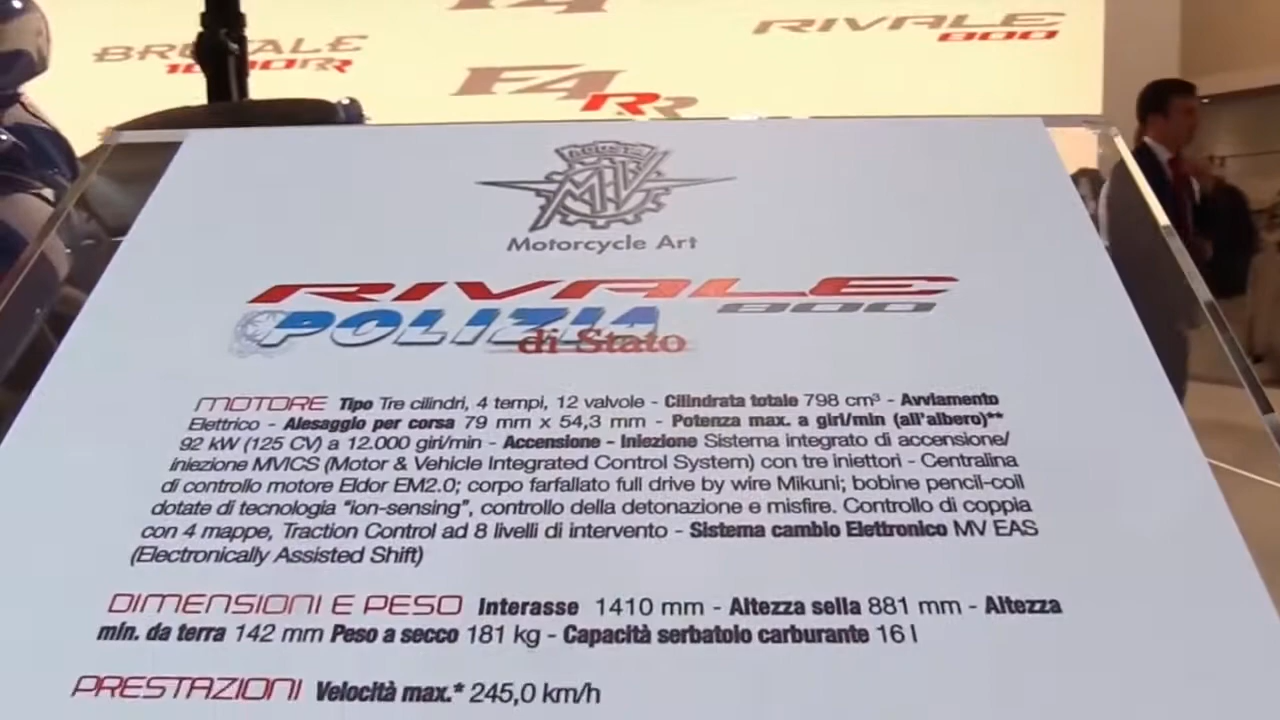 F4
RIVALE
BRUTALE
800
1090RR
F4
RR
AGUSTA
MV
Motorcycle Art
RIVALE
800
POLIZIA
di Stato
MOTORE Tipo Tre cilindri, 4 tempi, 12 valvole - Cilindrata totale 798 cm³ - Avviamento
Elettrico - Alesaggio per corsa 79 mm x 54,3 mm - Potenza max. a giri/min (all'albero)**
92 kW (125 CV) a 12.000 giri/min - Accensione - Iniezione Sistema integrato di accensione/
iniezione MVICS (Motor & Vehicle Integrated Control System) con tre iniettori - Centralina
di controllo motore Eldor EM2.0; corpo farfallato full drive by wire Mikuni; bobine pencil-coil
dotate di tecnologia "ion-sensing", controllo della detonazione e misfire. Controllo di coppia
con 4 mappe, Traction Control ad 8 livelli di intervento - Sistema cambio Elettronico MV EAS
(Electronically Assisted Shift)
DIMENSIONI E PESO Interasse 1410 mm - Altezza sella 881 mm - Altezza
min. da terra 142 mm Peso a secco 181 kg - Capacità serbatoio carburante 16 l
PRESTAZIONI Velocità max.* 245,0 km/h